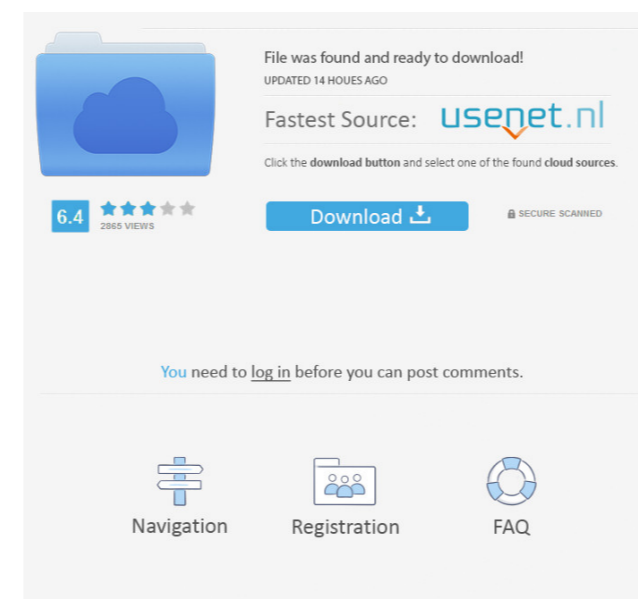 File was found and ready to download!
UPDATED 14 HOUES AGO
Fastest Source: usenet.nl
Click the download button and select one of the found cloud sources.
6.4
2865 VIEWS
Download
SECURE SCANNED
You need to log in before you can post comments.
Navigation
Registration
FAQ